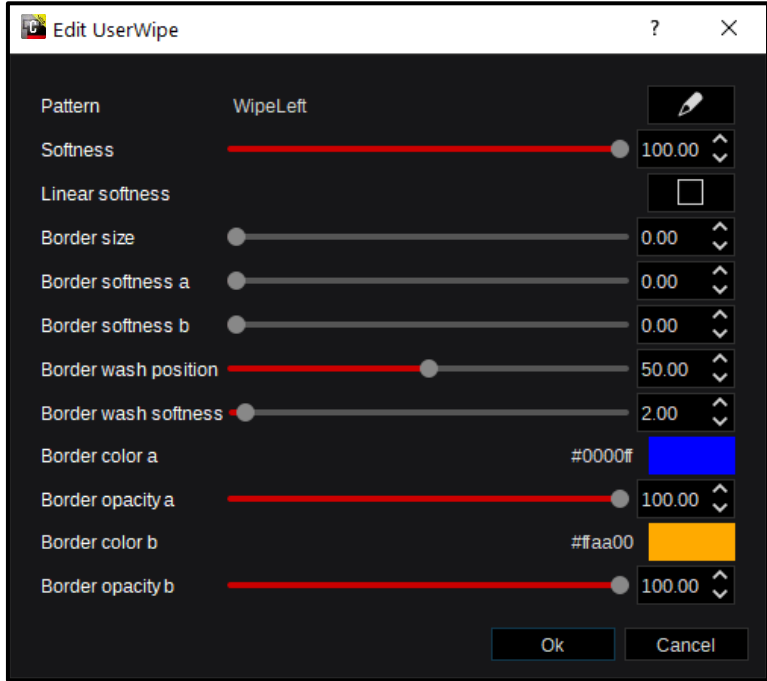 Edit UserWipe ?
Pattern WipeLeft
Softness 100.00
Linear softness
Border size 0.00
Border softness a 0.00
Border softness b 0.00
Border wash position 50.00
Border wash softness 2.00
Border color a #0000ff
Border opacity a 100.00
Border color b #ffaa00
Border opacity b 100.00
Ok Cancel